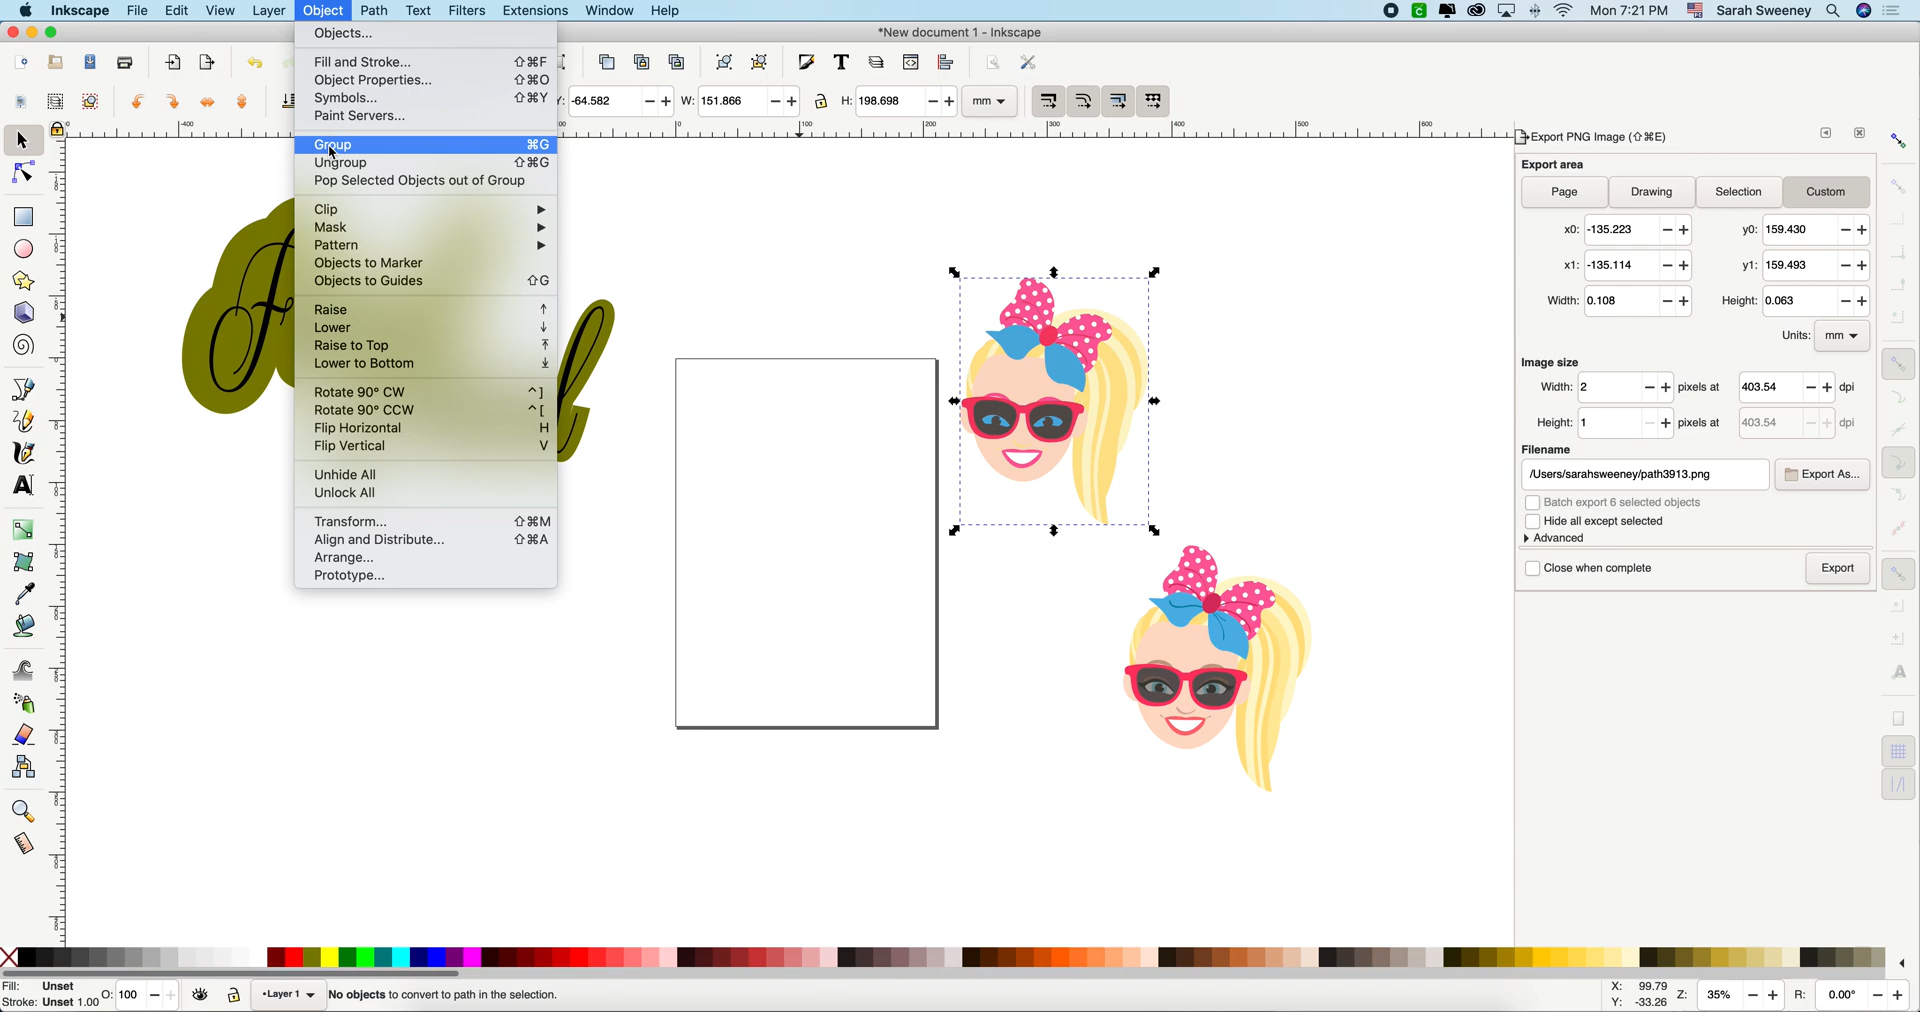 Inkscape File Edit View Layer Object Path Text Filters Extensions Window Help Mon 7:21 PM Sarah Sweeney
*New document 1 - Inkscape
Objects...
Fill and Stroke... ⇧⌘F
Object Properties... ⇧⌘O
Symbols... ⇧⌘Y
Paint Servers...
Group ⌘G
Ungroup ⇧⌘G
Pop Selected Objects out of Group
Clip
Mask
Pattern
Objects to Marker
Objects to Guides ⇧G
Raise ↑
Lower ↓
Raise to Top
Lower to Bottom
Rotate 90° CW ^ ]
Rotate 90° CCW ^ [
Flip Horizontal H
Flip Vertical V
Unhide All
Unlock All
Transform... ⇧⌘M
Align and Distribute... ⇧⌘A
Arrange...
Prototype...
-64.582 W: 151.866 H: 198.698 mm
Export PNG Image (⇧⌘E)
Export area
Page Drawing Selection Custom
x0: -135.223 y0: 159.430
x1: -135.114 y1: 159.493
Width: 0.108 Height: 0.063
Units: mm
Image size
Width: 2 pixels at 403.54 dpi
Height: 1 pixels at 403.54 dpi
Filename
/Users/sarahsweeney/path3913.png Export As...
Batch export 6 selected objects
Hide all except selected
Advanced
Close when complete Export
Fill: Unset
Stroke: Unset 1.00 O: 100 •Layer 1 No objects to convert to path in the selection.
X: 99.79
Y: -33.26 Z: 35% R: 0.00°